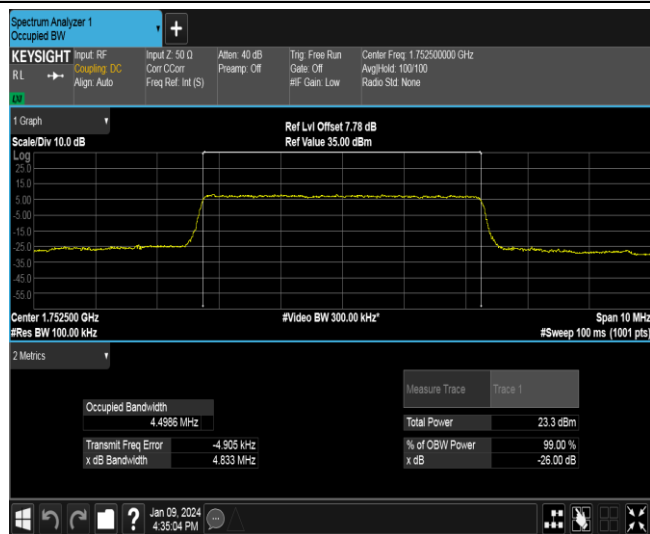 Spectrum Analyzer 1
Occupied BW
+
KEYSIGHT Input: RF Input Z: 50 Ω Atten: 40 dB Trig: Free Run Center Freq: 1.752500000 GHz
RL Coupling: DC Corr CCorr Preamp: Off Gate: Off Avg|Hold: 100/100
Align: Auto Freq Ref: Int (S) #IF Gain: Low Radio Std: None
1 Graph
Ref Lvl Offset 7.78 dB
Scale/Div 10.0 dB Ref Value 35.00 dBm
Log
25.0
15.0
5.00
-5.00
-15.0
-25.0
-35.0
-45.0
-55.0
Center 1.752500 GHz #Video BW 300.00 kHz* Span 10 MHz
#Res BW 100.00 kHz #Sweep 100 ms (1001 pts)
2 Metrics
Measure Trace Trace 1
Occupied Bandwidth
4.4986 MHz
Total Power 23.3 dBm
Transmit Freq Error -4.905 kHz % of OBW Power 99.00 %
x dB Bandwidth 4.833 MHz x dB -26.00 dB
?
Jan 09, 2024
4:35:04 PM